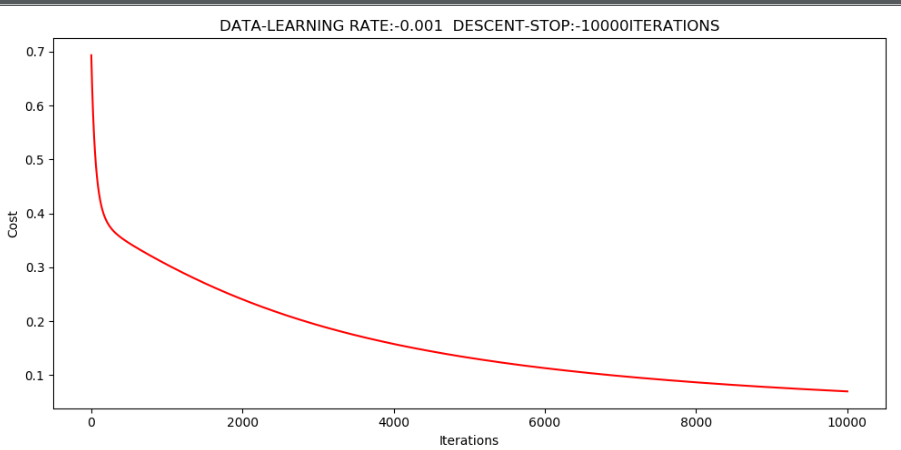 DATA-LEARNING RATE:-0.001  DESCENT-STOP:-10000ITERATIONS
0.7
0.6
0.5
0.4
0.3
0.2
0.1
Cost
0 2000 4000 6000 8000 10000
Iterations